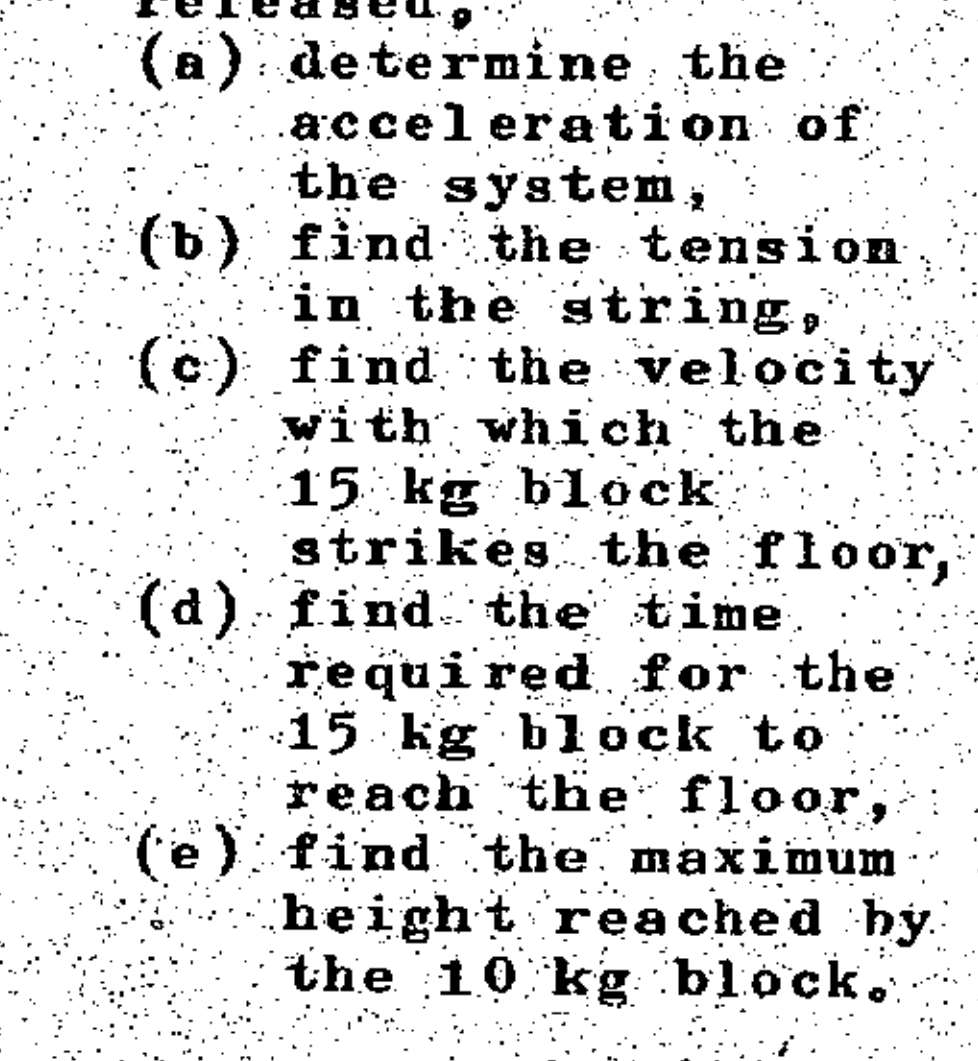 released,
(a) determine the
acceleration of
the system,
(b) find the tension
in the string,
(c) find the velocity
with which the
15 kg block
strikes the floor,
(d) find the time
required for the
15 kg block to
reach the floor,
(e) find the maximum
height reached by
the 10 kg block.